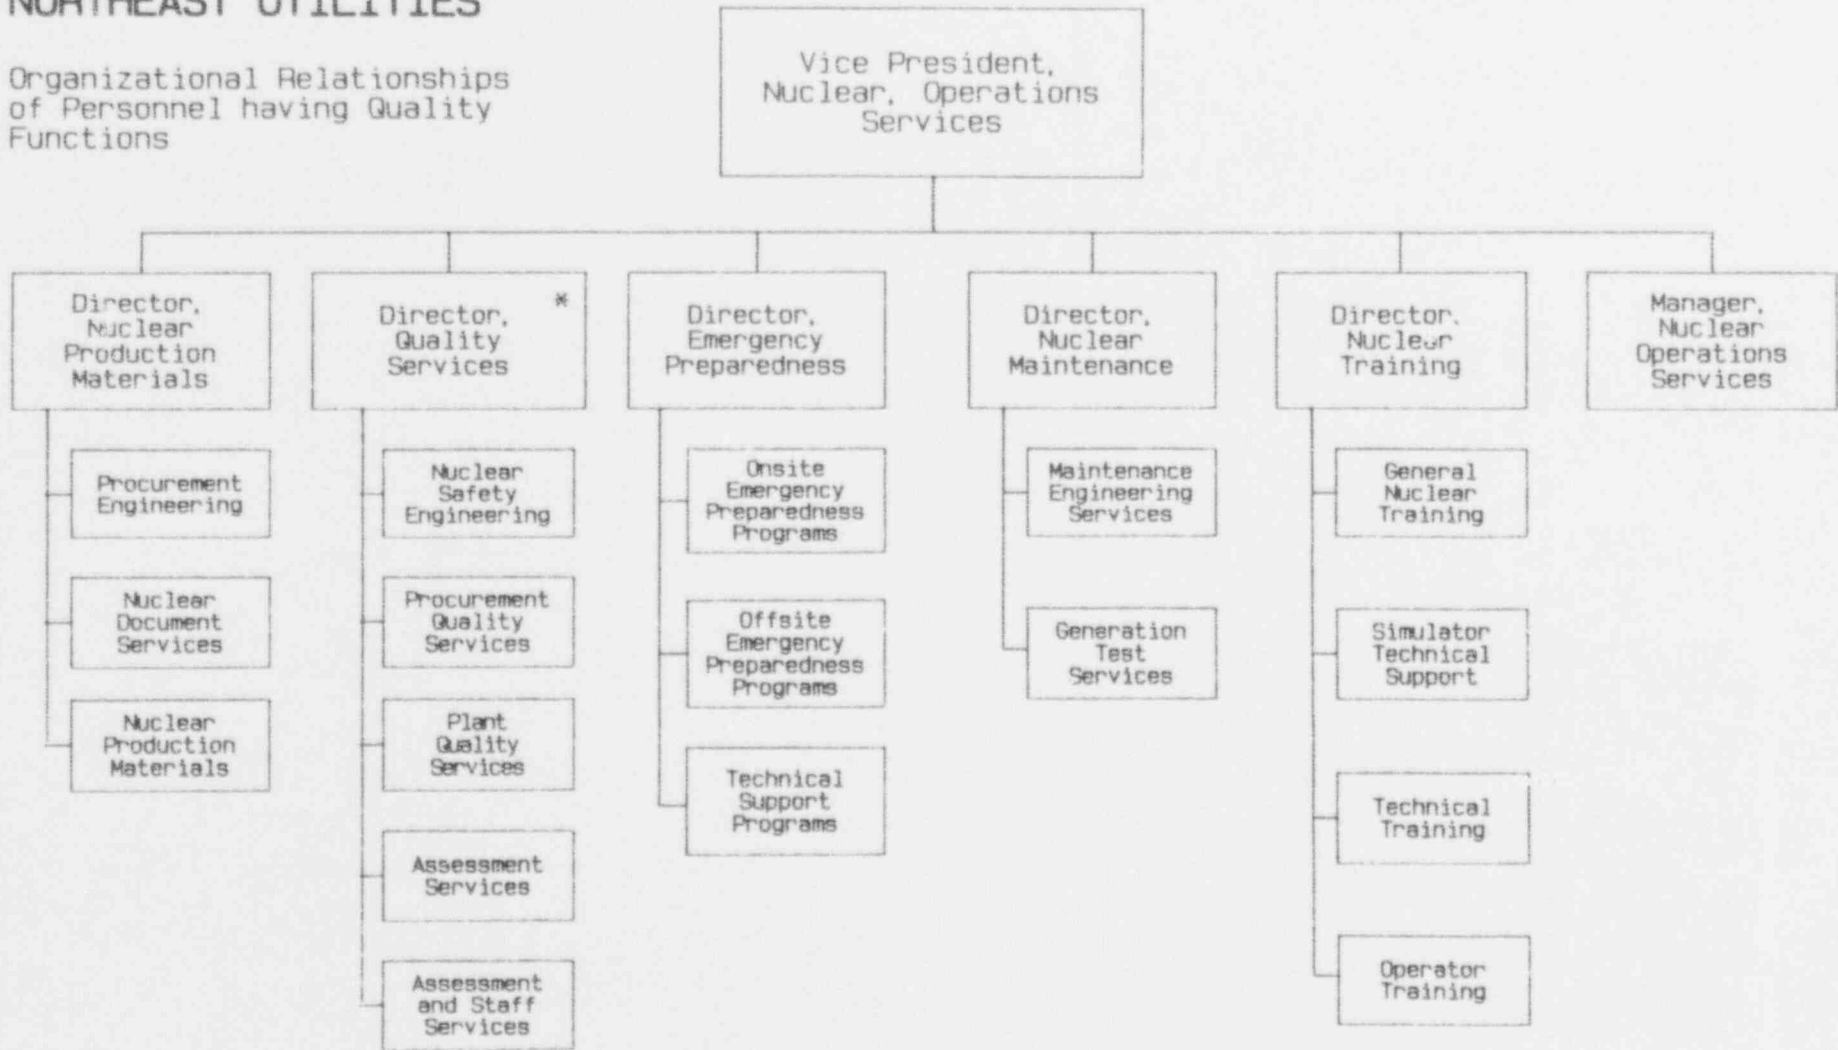 NORTHEAST UTILITIES
Organizational Relationships
of Personnel having Quality
Functions
Vice President,
Nuclear, Operations
Services
Director,
Nuclear
Production
Materials
*
Director,
Quality
Services
Director,
Emergency
Preparedness
Director,
Nuclear
Maintenance
Director,
Nuclear
Training
Manager,
Nuclear
Operations
Services
Procurement
Engineering
Nuclear
Document
Services
Nuclear
Production
Materials
Nuclear
Safety
Engineering
Procurement
Quality
Services
Plant
Quality
Services
Assessment
Services
Assessment
and Staff
Services
Onsite
Emergency
Preparedness
Programs
Offsite
Emergency
Preparedness
Programs
Technical
Support
Programs
Maintenance
Engineering
Services
Generation
Test
Services
General
Nuclear
Training
Simulator
Technical
Support
Technical
Training
Operator
Training